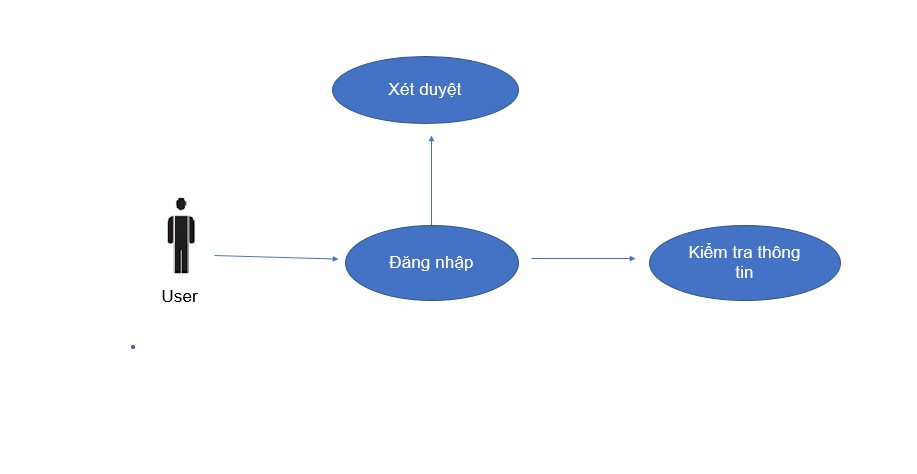 Xét duyệt
Đăng nhập
Kiểm tra thông
tin
User